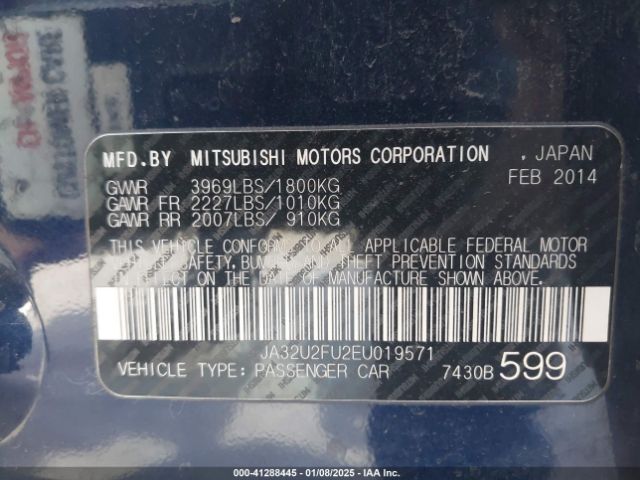 MFD.BY MITSUBISHI MOTORS CORPORATION , JAPAN
GVWR 3969LBS/1800KG FEB 2014
GAWR FR 2227LBS/1010KG
GAWR RR 2007LBS/ 910KG
THIS VEHICLE CONFORMS TO ALL APPLICABLE FEDERAL MOTOR
VEHICLE SAFETY, BUMPER AND THEFT PREVENTION STANDARDS
IN EFFECT ON THE DATE OF MANUFACTURE SHOWN ABOVE.
JA32U2FU2EU019571
VEHICLE TYPE: PASSENGER CAR 7430B 599
000-41288445 - 01/08/2025 - IAA Inc.